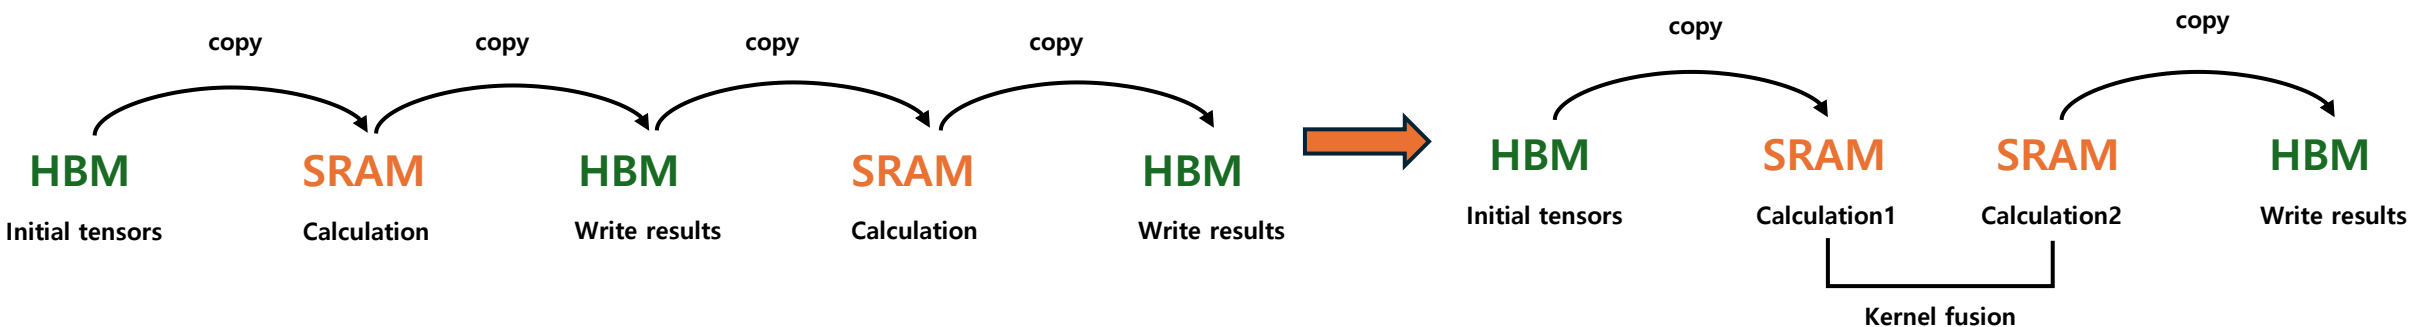 copy
copy
copy
copy
HBM
SRAM
HBM
SRAM
HBM
Initial tensors
Calculation
Write results
Calculation
Write results
copy
copy
HBM
SRAM
SRAM
HBM
Initial tensors
Calculation1
Calculation2
Write results
Kernel fusion